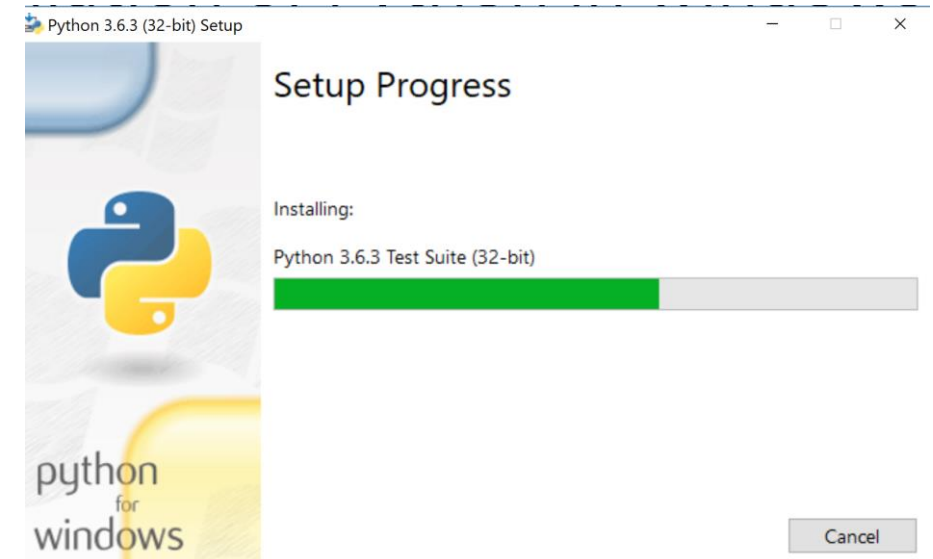 Python 3.6.3 (32-bit) Setup
Setup Progress
Installing:
Python 3.6.3 Test Suite (32-bit)
python
for
windows
Cancel